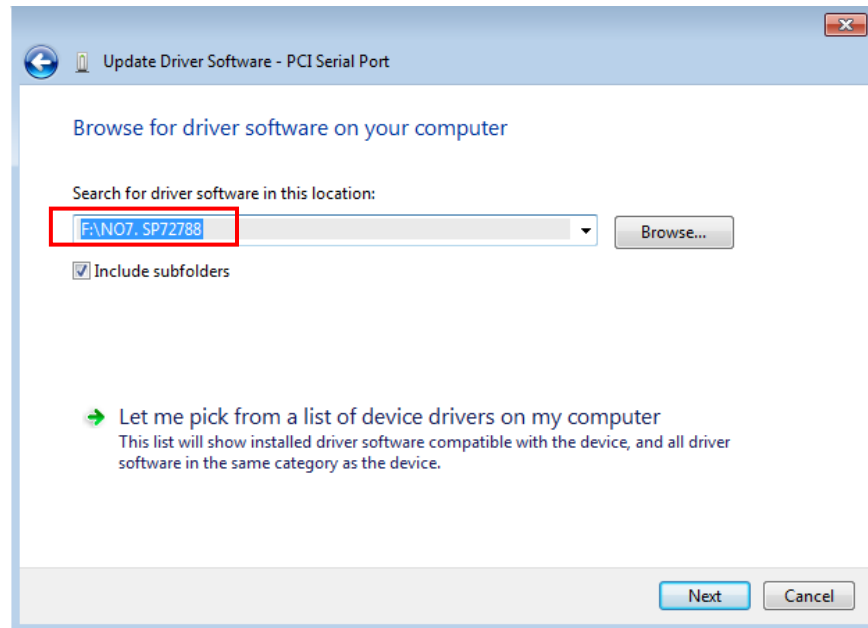 Update Driver Software - PCI Serial Port
Browse for driver software on your computer
Search for driver software in this location:
F:\NO7. SP72788
Browse...
Include subfolders
Let me pick from a list of device drivers on my computer
This list will show installed driver software compatible with the device, and all driver
software in the same category as the device.
Next
Cancel